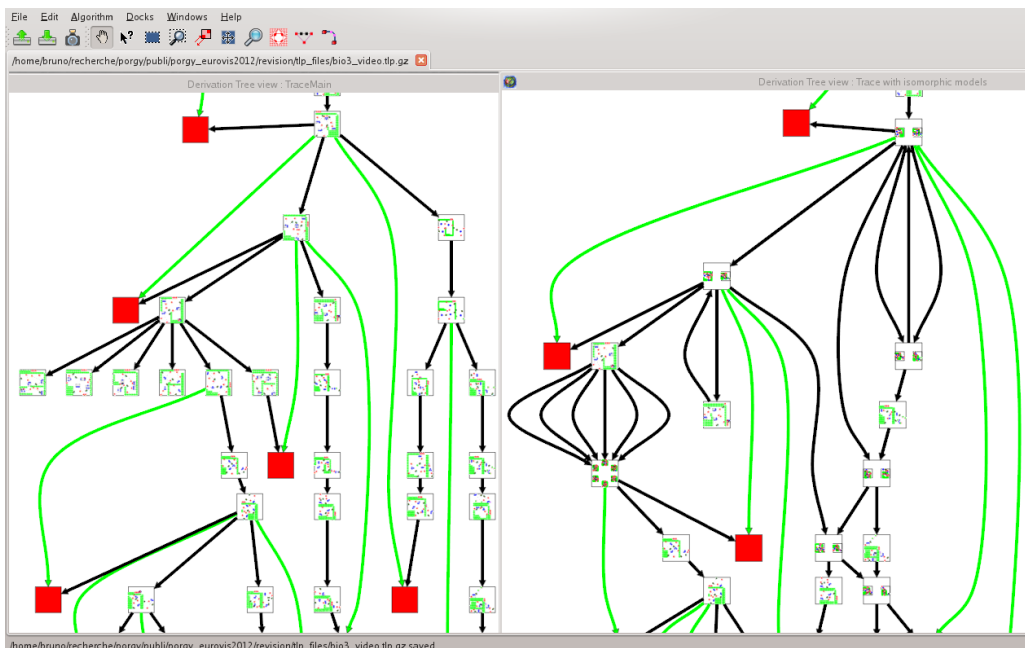 File Edit Algorithm Docks Windows Help
/home/bruno/recherche/porgy/publi/porgy_eurovis2012/revision/tlp_files/bio3_video.tlp.gz
Derivation Tree view : TraceMain
Derivation Tree view : Trace with isomorphic models
/home/bruno/recherche/porgy/publi/porgy_eurovis2012/revision/tlp_files/bio3_video.tlp.gz saved